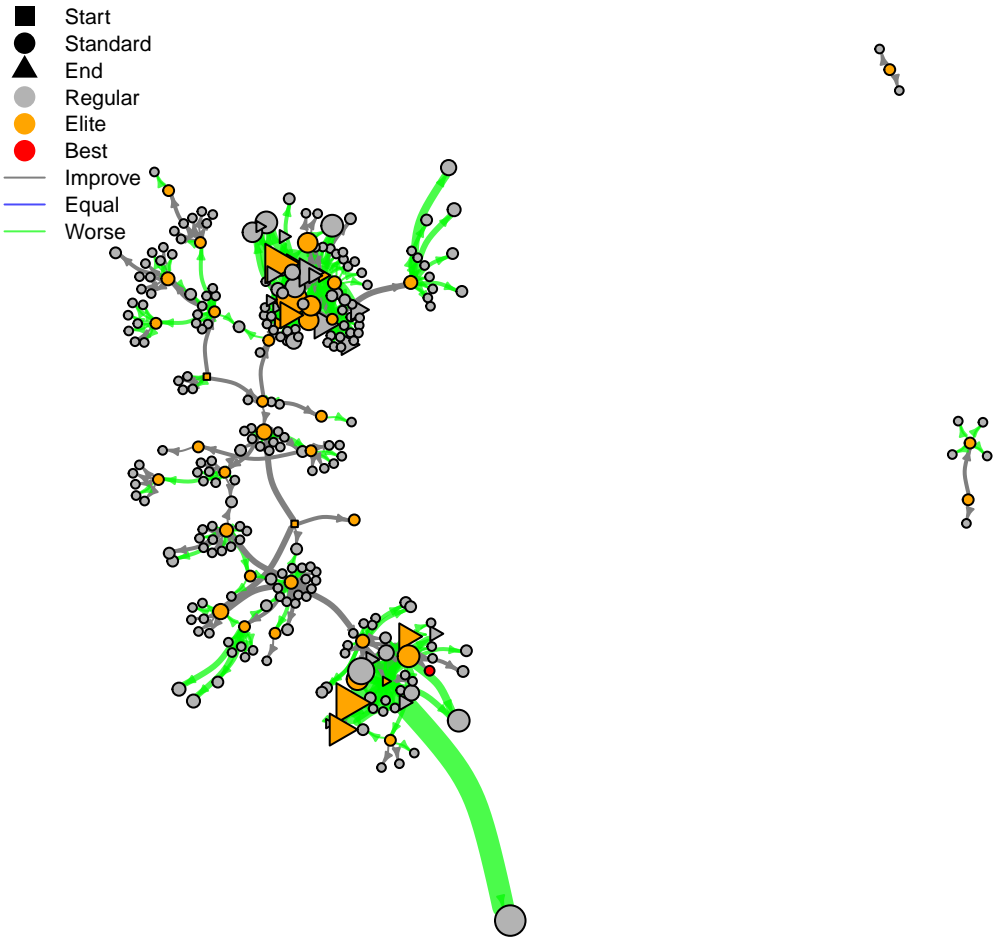 Start
Standard
End
Regular
Elite
Best
Improve
Equal
Worse